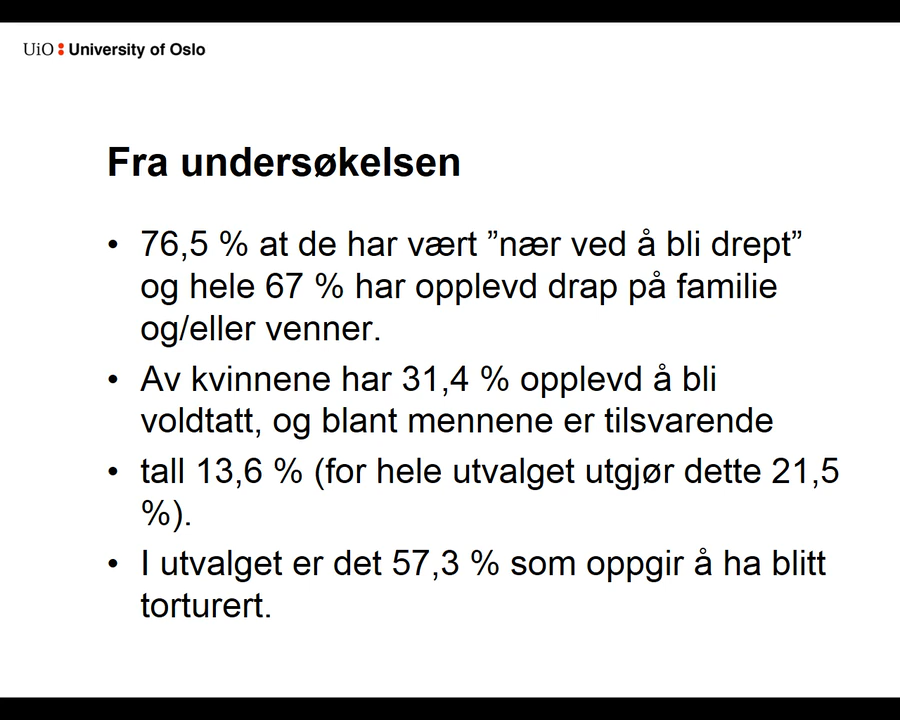 UiO : University of Oslo
Fra undersøkelsen
• 76,5 % at de har vært ”nær ved å bli drept”
og hele 67 % har opplevd drap på familie
og/eller venner.
• Av kvinnene har 31,4 % opplevd å bli
voldtatt, og blant mennene er tilsvarende
• tall 13,6 % (for hele utvalget utgjør dette 21,5
%).
• I utvalget er det 57,3 % som oppgir å ha blitt
torturert.